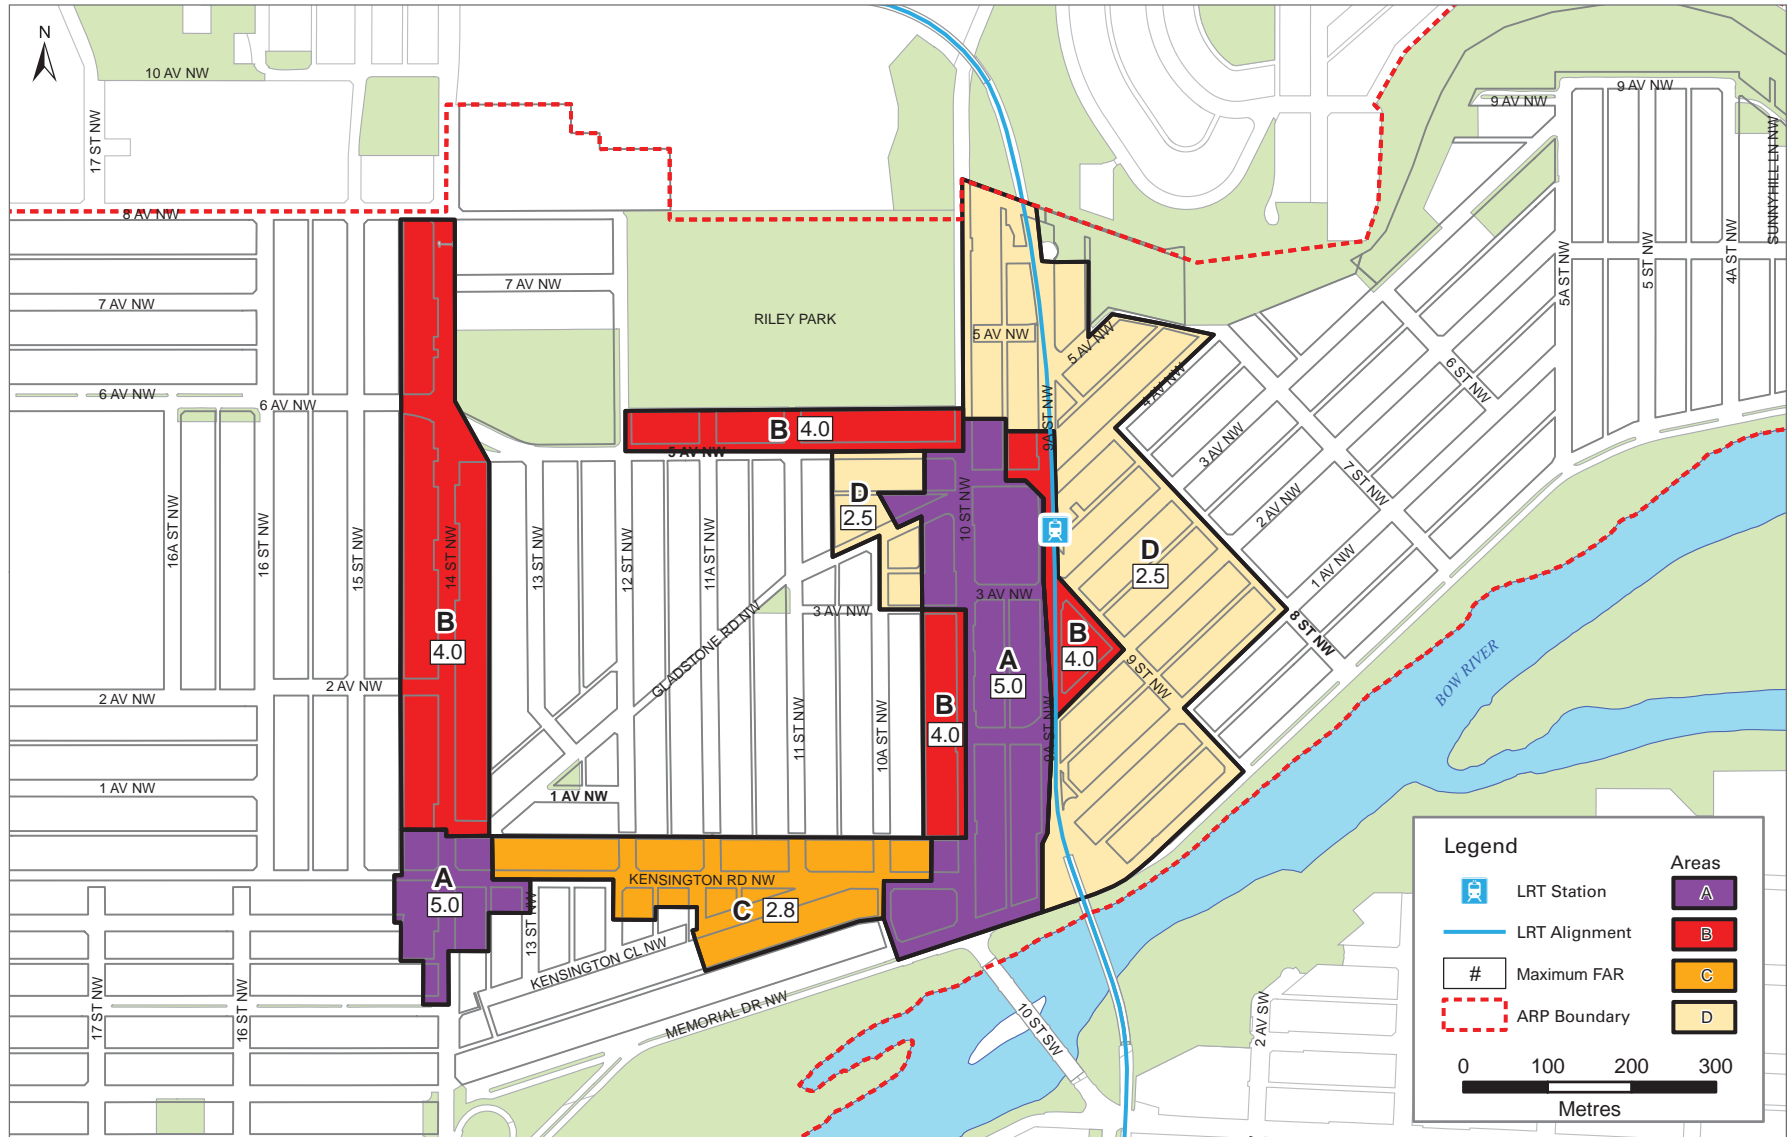 N
10 AV NW
17 ST NW
9 AV NW
9 AV NW
SUNNYHILL LN NW
8 AV NW
4A ST NW
5 ST NW
5A ST NW
7 AV NW
7 AV NW
RILEY PARK
5 AV NW
5 AV NW
4 AV NW
6 ST NW
6 AV NW
6 AV NW
9A ST NW
B
4.0
5 AV NW
3 AV NW
7 ST NW
2 AV NW
1 AV NW
D
2.5
10 ST NW
D
2.5
16A ST NW
16 ST NW
15 ST NW
14 ST NW
13 ST NW
12 ST NW
11A ST NW
3 AV NW
3 AV NW
GLADSTONE RD NW
8 ST NW
B
4.0
B
4.0
A
5.0
9 ST NW
BOW RIVER
2 AV NW
2 AV NW
B
4.0
11 ST NW
10A ST NW
9A ST NW
1 AV NW
1 AV NW
KENSINGTON RD NW
A
5.0
C
2.8
13 ST NW
KENSINGTON CL NW
MEMORIAL DR NW
17 ST NW
16 ST NW
10 ST SW
2 AV SW
Legend
Areas
LRT Station
A
LRT Alignment
B
#
Maximum FAR
C
ARP Boundary
D
0 100 200 300
Metres